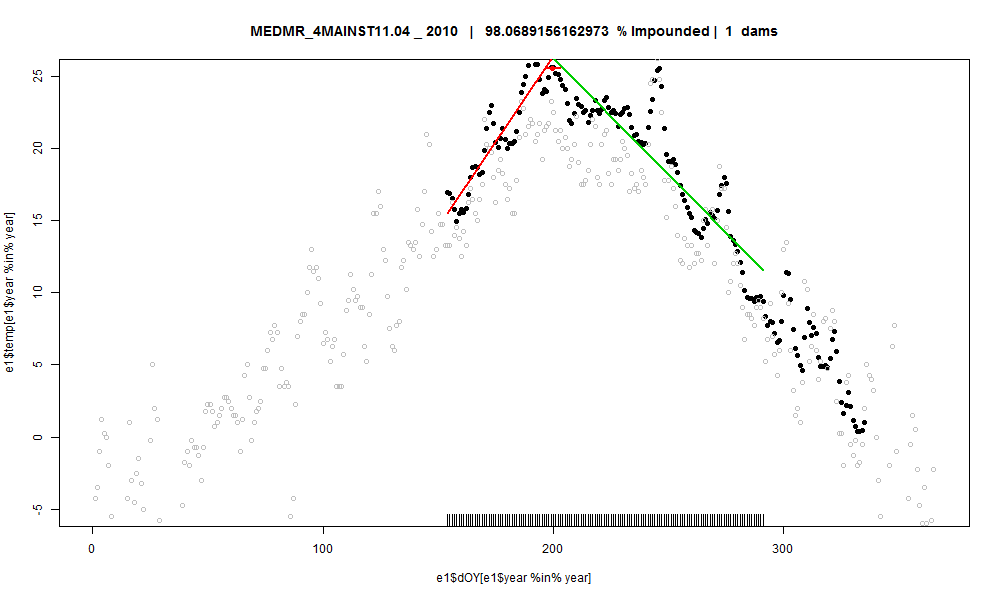 MEDMR_4MAINST11.04 _ 2010 | 98.0689156162973 % Impounded | 1 dams
e1$temp[e1$year %in% year]
25
20
15
10
5
0
-5
0 100 200 300
e1$dOY[e1$year %in% year]